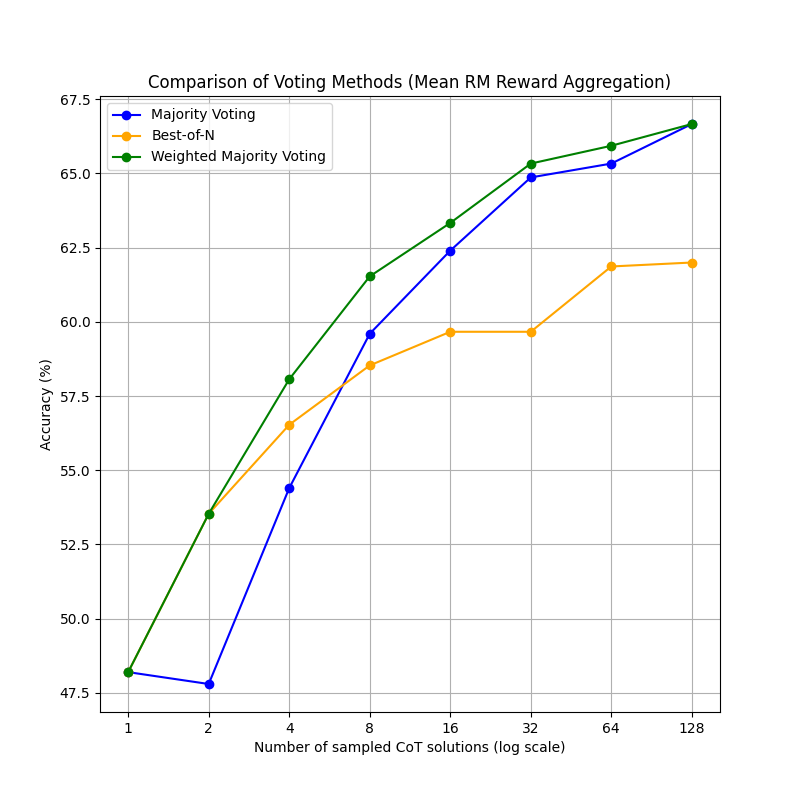 Comparison of Voting Methods (Mean RM Reward Aggregation)
Majority Voting
Best-of-N
Weighted Majority Voting
67.5
65.0
62.5
60.0
57.5
55.0
52.5
50.0
47.5
Accuracy (%)
1 2 4 8 16 32 64 128
Number of sampled CoT solutions (log scale)